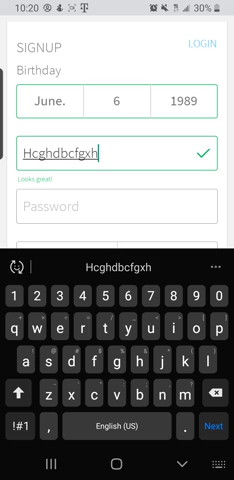 10:20
30%
SIGNUP
LOGIN
Birthday
June. 6 1989
Hcghdbcfgxh
Looks great!
Password
Hcghdbcfgxh
1 2 3 4 5 6 7 8 9 0
q w e r t y u i o p
a s d f g h j k l
z x c v b n m
!#1 , English (US) . Next